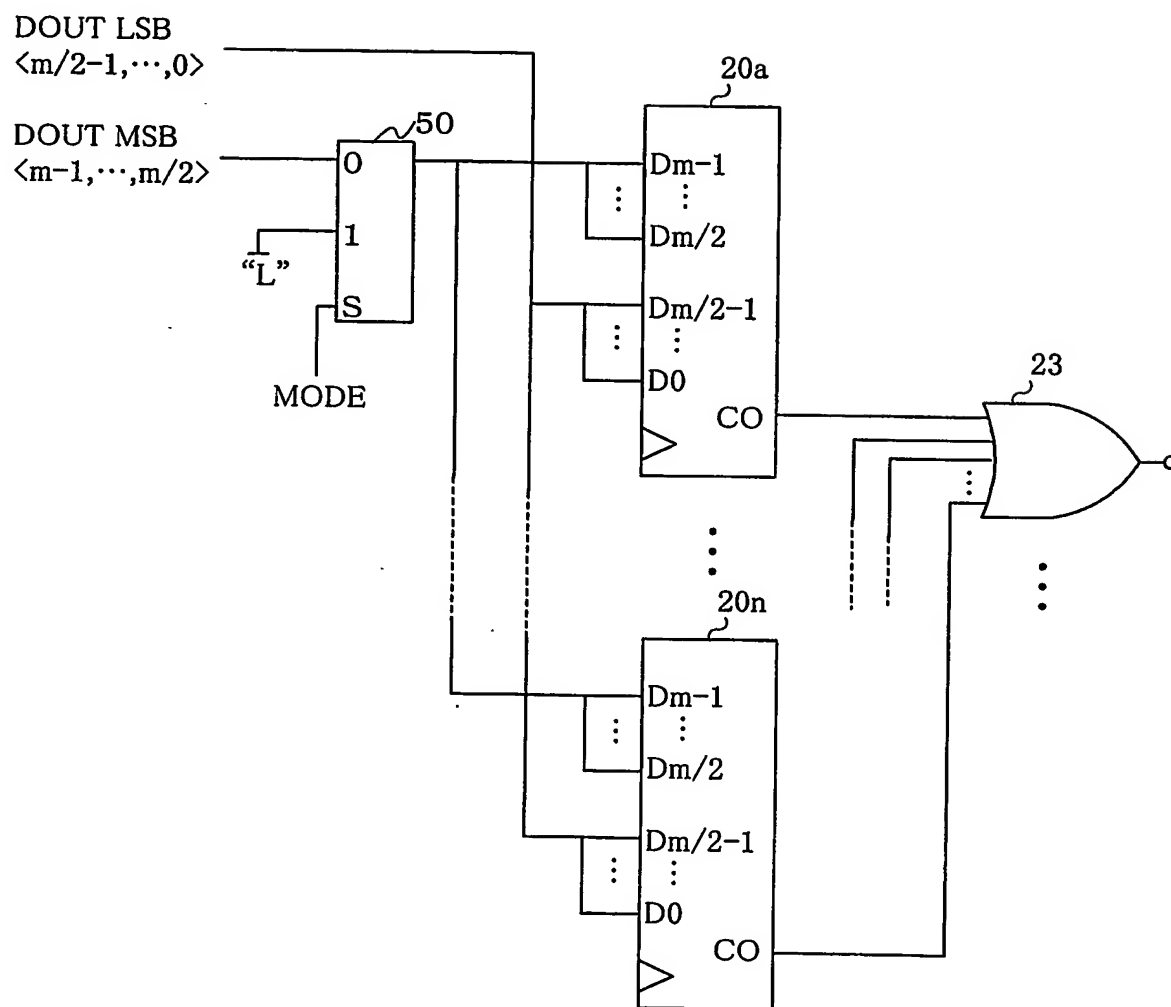 DOUT LSB
<m/2-1,⋯,0>
DOUT MSB
<m-1,⋯,m/2>
50
0
1
"L"
S
MODE
20a
Dm-1
Dm/2
Dm/2-1
D0
CO
23
20n
Dm-1
Dm/2
Dm/2-1
D0
CO